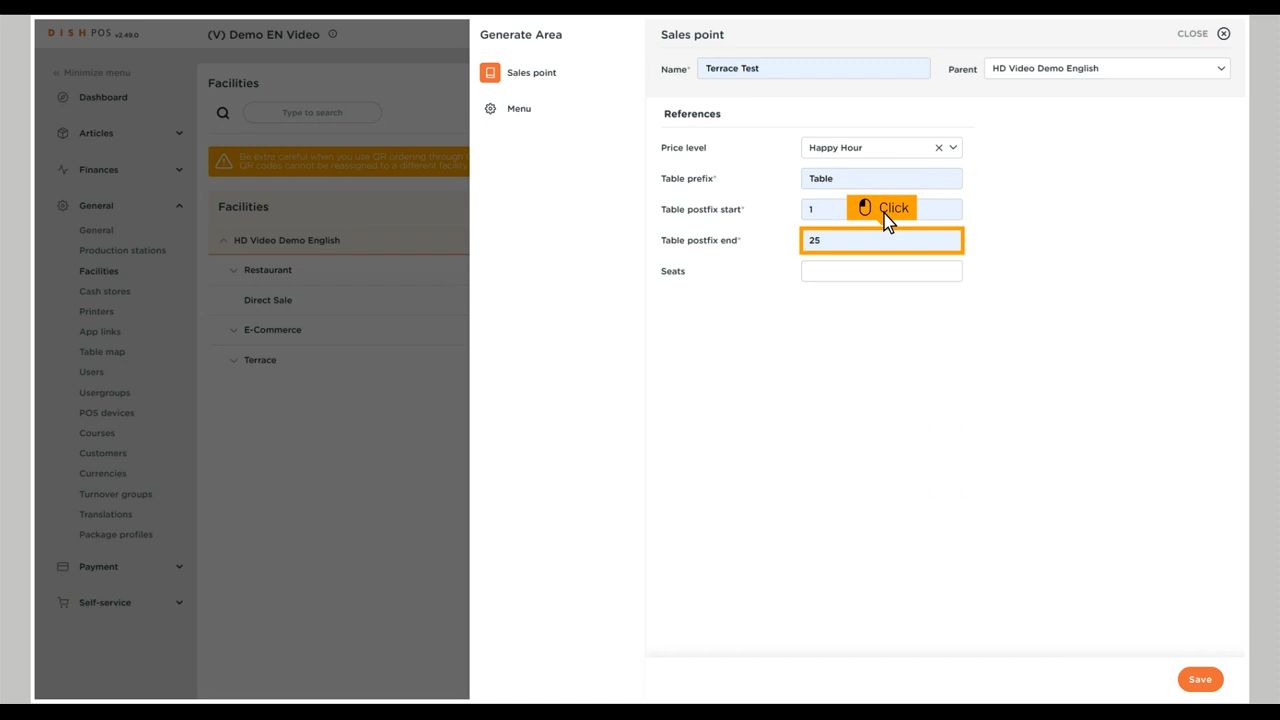 DISH POS v2.49.0
(V) Demo EN Video
Minimize menu
Dashboard
Articles
Finances
General
General
Production stations
Facilities
Cash stores
Printers
App links
Table map
Users
Usergroups
POS devices
Courses
Customers
Currencies
Turnover groups
Translations
Package profiles
Payment
Self-service
Facilities
Type to search
Be extra careful when you use QR ordering through
QR codes cannot be reassigned to a different facility
Facilities
HD Video Demo English
Restaurant
Direct Sale
E-Commerce
Terrace
Generate Area
Sales point
Menu
Sales point
CLOSE
Name* Terrace Test
Parent HD Video Demo English
References
Price level Happy Hour
Table prefix* Table
Table postfix start* 1
Click
Table postfix end* 25
Seats
Save